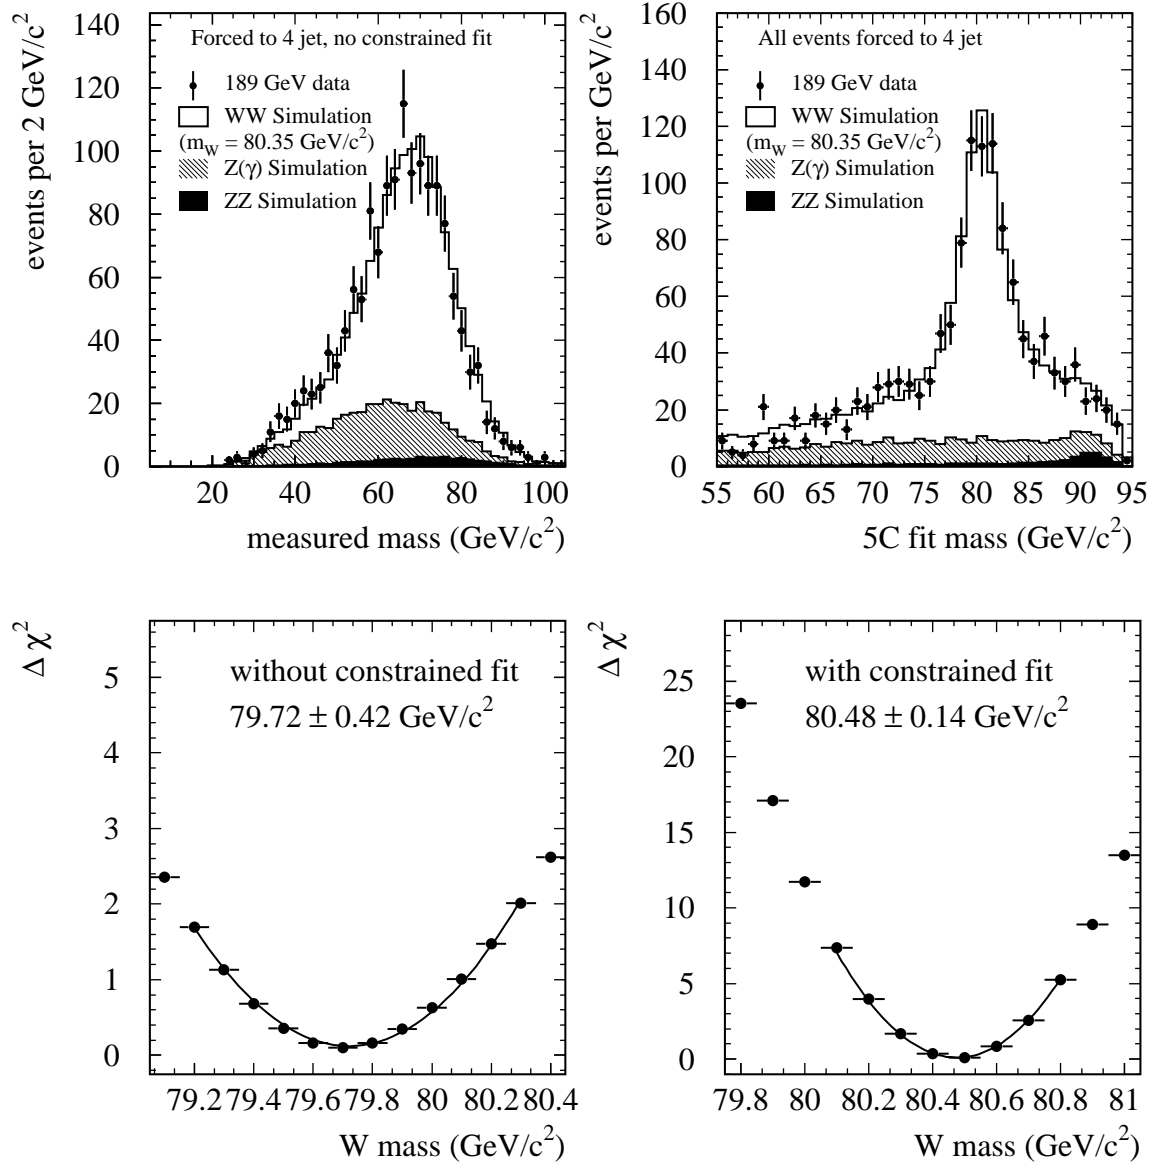 events per 2 GeV/c²
140
120
100
80
60
40
20
0
Forced to 4 jet, no constrained fit
189 GeV data
WW Simulation
(m_W = 80.35 GeV/c²)
Z(γ) Simulation
ZZ Simulation
20 40 60 80 100
measured mass (GeV/c²)
events per GeV/c²
160
140
120
100
80
60
40
20
0
All events forced to 4 jet
189 GeV data
WW Simulation
(m_W = 80.35 GeV/c²)
Z(γ) Simulation
ZZ Simulation
55 60 65 70 75 80 85 90 95
5C fit mass (GeV/c²)
Δχ²
5
4
3
2
1
0
without constrained fit
79.72 ± 0.42 GeV/c²
79.2 79.4 79.6 79.8 80 80.2 80.4
W mass (GeV/c²)
Δχ²
25
20
15
10
5
0
with constrained fit
80.48 ± 0.14 GeV/c²
79.8 80 80.2 80.4 80.6 80.8 81
W mass (GeV/c²)